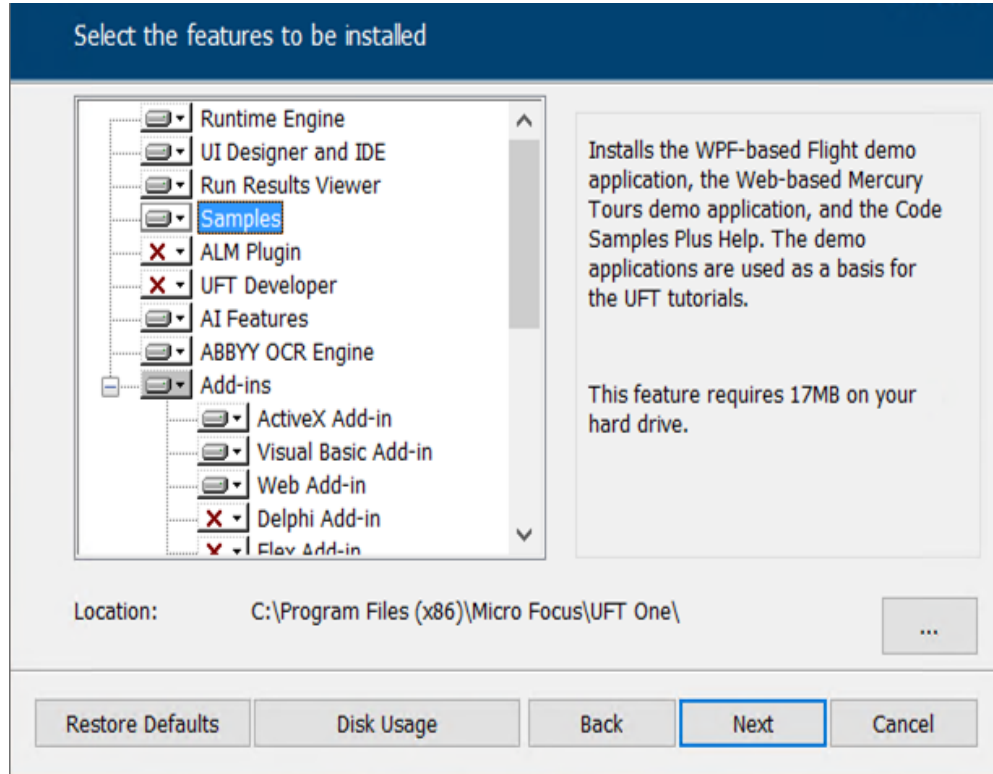 Select the features to be installed
Runtime Engine
UI Designer and IDE
Run Results Viewer
Samples
ALM Plugin
UFT Developer
AI Features
ABBYY OCR Engine
Add-ins
ActiveX Add-in
Visual Basic Add-in
Web Add-in
Delphi Add-in
Flex Add-in
Installs the WPF-based Flight demo
application, the Web-based Mercury
Tours demo application, and the Code
Samples Plus Help. The demo
applications are used as a basis for
the UFT tutorials.
This feature requires 17MB on your
hard drive.
Location: C:\Program Files (x86)\Micro Focus\UFT One\
...
Restore Defaults Disk Usage Back Next Cancel